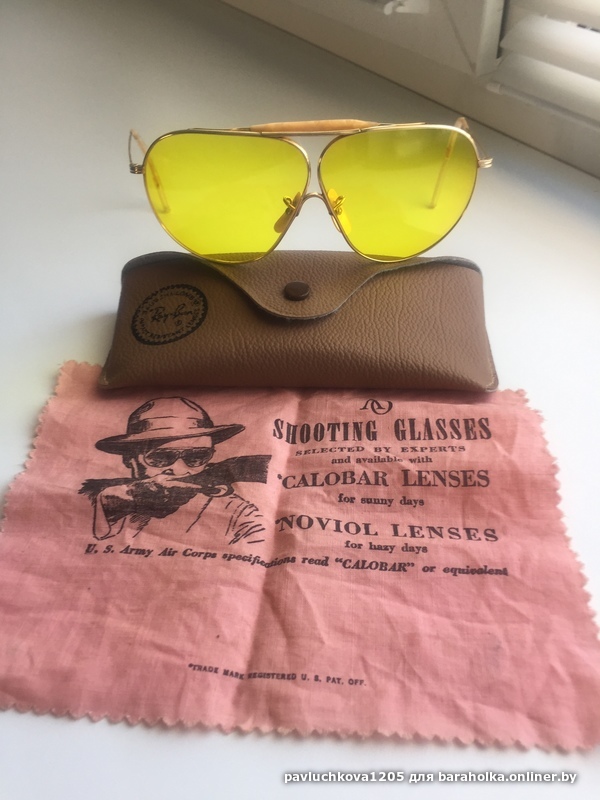 Ray-Ban
AO
SHOOTING GLASSES
SELECTED BY EXPERTS
and available with
*CALOBAR LENSES
for sunny days
*NOVIOL LENSES
for hazy days
U. S. Army Air Corps specifications read "CALOBAR" or equivalent
*TRADE MARK REGISTERED U. S. PAT. OFF.
pavluchkova1205 для baraholka.onliner.by